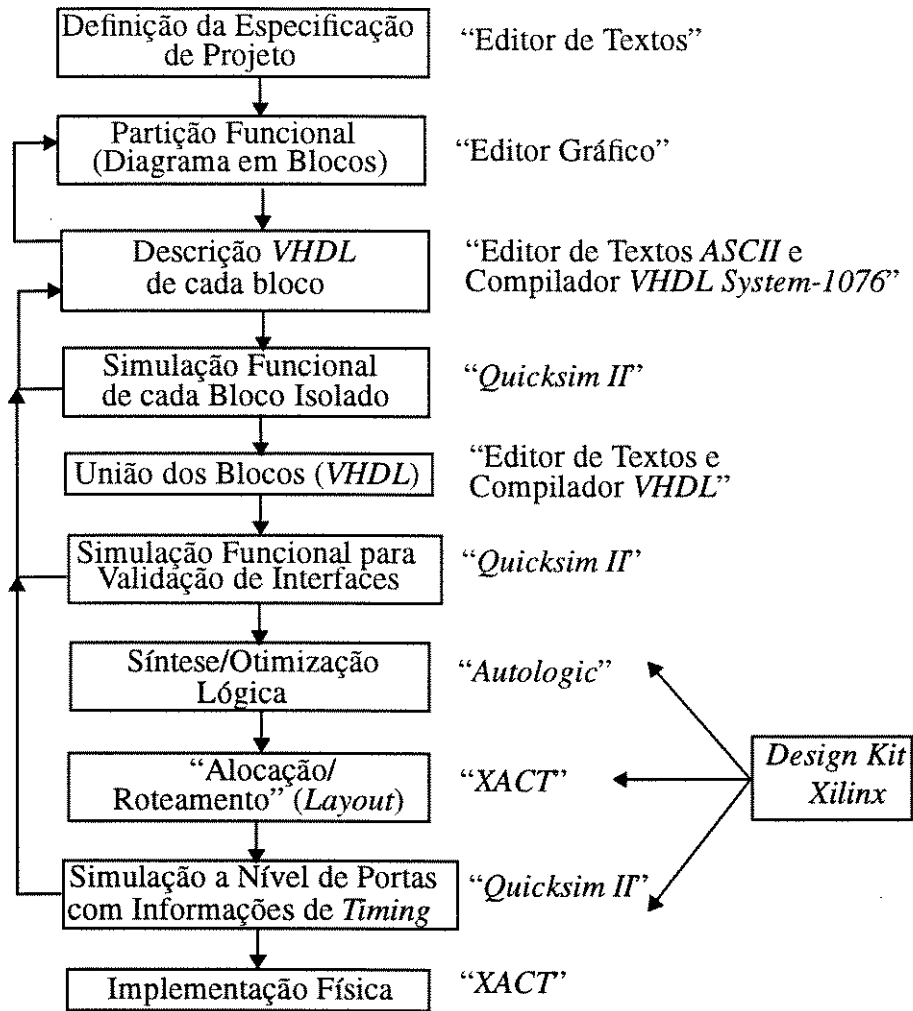 Definição da Especificação
de Projeto
“Editor de Textos”
Partição Funcional
(Diagrama em Blocos)
“Editor Gráfico”
Descrição VHDL
de cada bloco
“Editor de Textos ASCII e
Compilador VHDL System-1076”
Simulação Funcional
de cada Bloco Isolado
“Quicksim II”
União dos Blocos (VHDL)
“Editor de Textos e
Compilador VHDL”
Simulação Funcional para
Validação de Interfaces
“Quicksim II”
Síntese/Otimização
Lógica
“Autologic”
“Alocação/
Roteamento” (Layout)
“XACT”
Design Kit
Xilinx
Simulação a Nível de Portas
com Informações de Timing
“Quicksim II”
Implementação Física
“XACT”